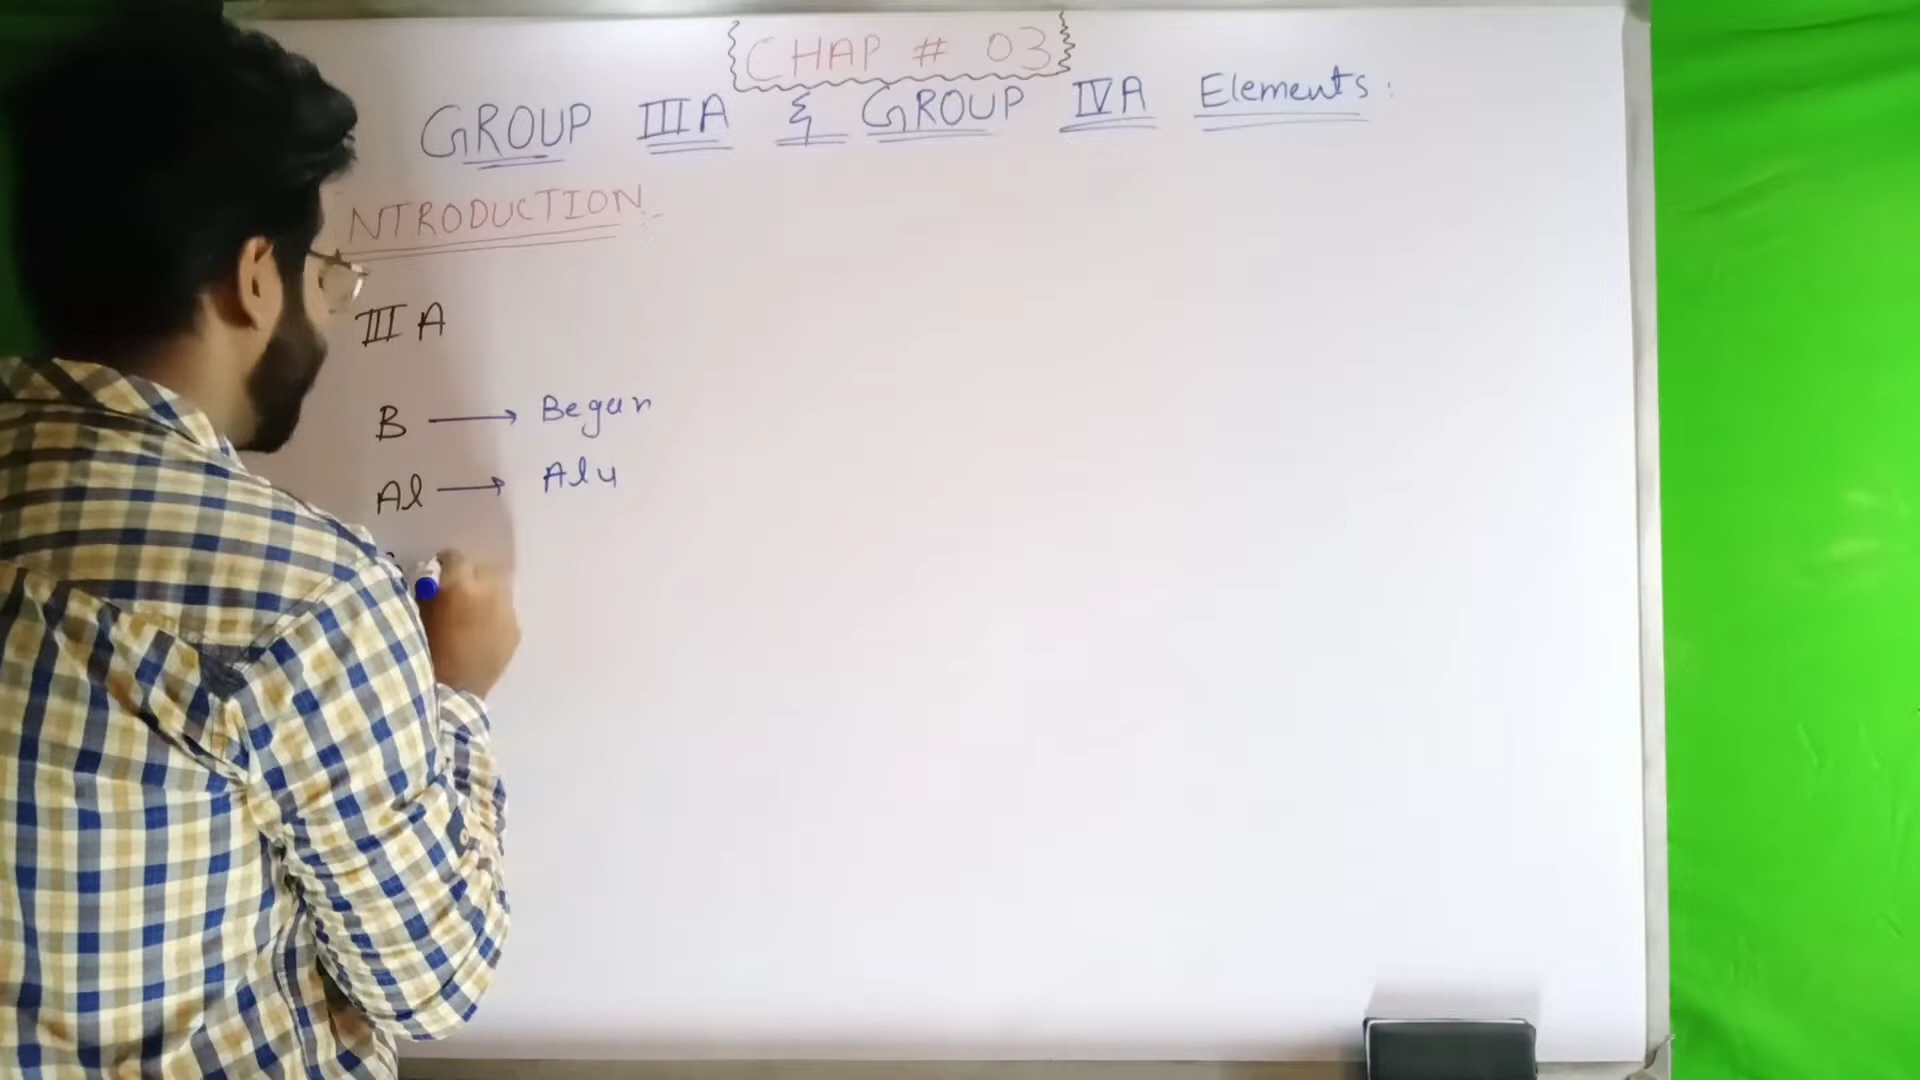 CHAP # 03
GROUP IIIA & GROUP IVA Elements:
NTRODUCTION
III A
B → Began
Al → Alu